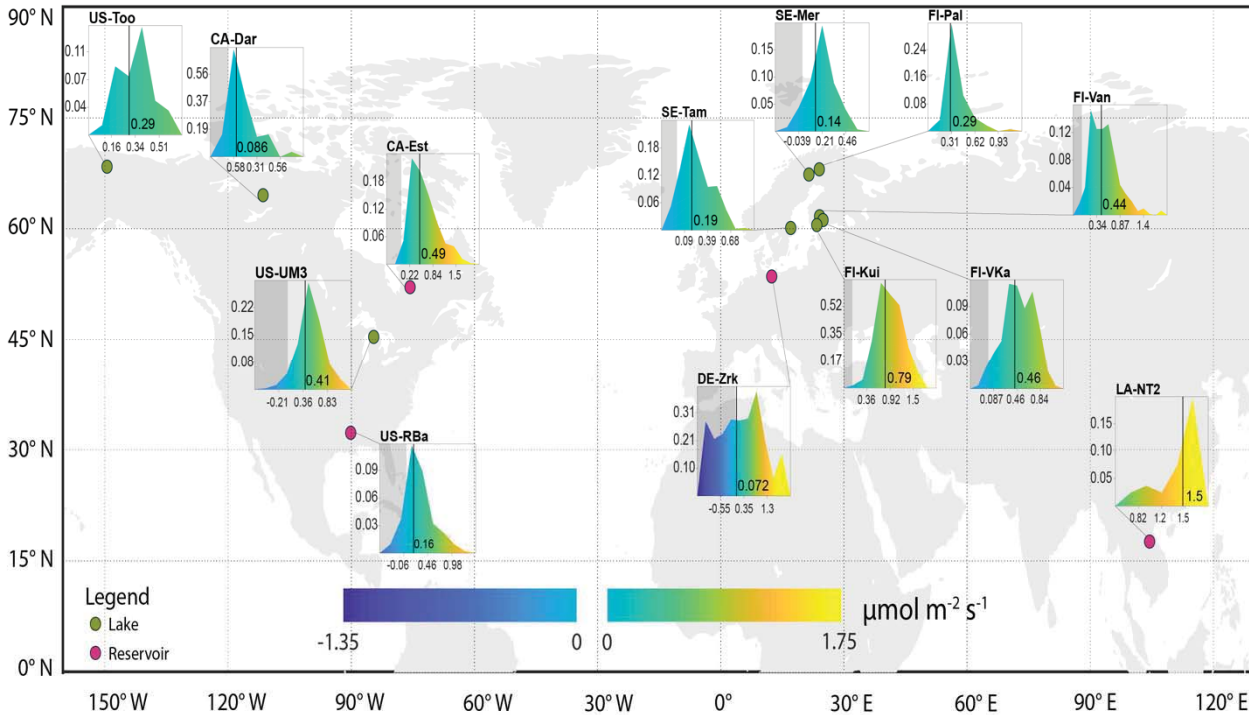 90° N
75° N
60° N
45° N
30° N
15° N
0° N
US-Too
0.11
0.07
0.04
0.29
0.16 0.34 0.51
CA-Dar
0.56
0.37
0.19
0.086
0.58 0.31 0.56
CA-Est
0.18
0.12
0.06
0.49
0.22 0.84 1.5
US-UM3
0.22
0.15
0.08
0.41
-0.21 0.36 0.83
US-RBa
0.09
0.06
0.03
0.16
-0.06 0.46 0.98
SE-Mer
0.15
0.10
0.05
0.14
-0.039 0.21 0.46
FI-Pal
0.24
0.16
0.08
0.29
0.31 0.62 0.93
SE-Tam
0.18
0.12
0.06
0.19
0.09 0.39 0.68
FI-Van
0.12
0.08
0.04
0.44
0.34 0.87 1.4
FI-Kui
0.52
0.35
0.17
0.79
0.36 0.92 1.5
FI-VKa
0.09
0.06
0.03
0.46
0.087 0.46 0.84
DE-Zrk
0.31
0.21
0.10
0.072
-0.55 0.35 1.3
LA-NT2
0.15
0.10
0.05
1.5
0.82 1.2 1.5
Legend
Lake
Reservoir
-1.35 0 0 1.75
μmol m⁻² s⁻¹
150° W 120° W 90° W 60° W 30° W 0° 30° E 60° E 90° E 120° E